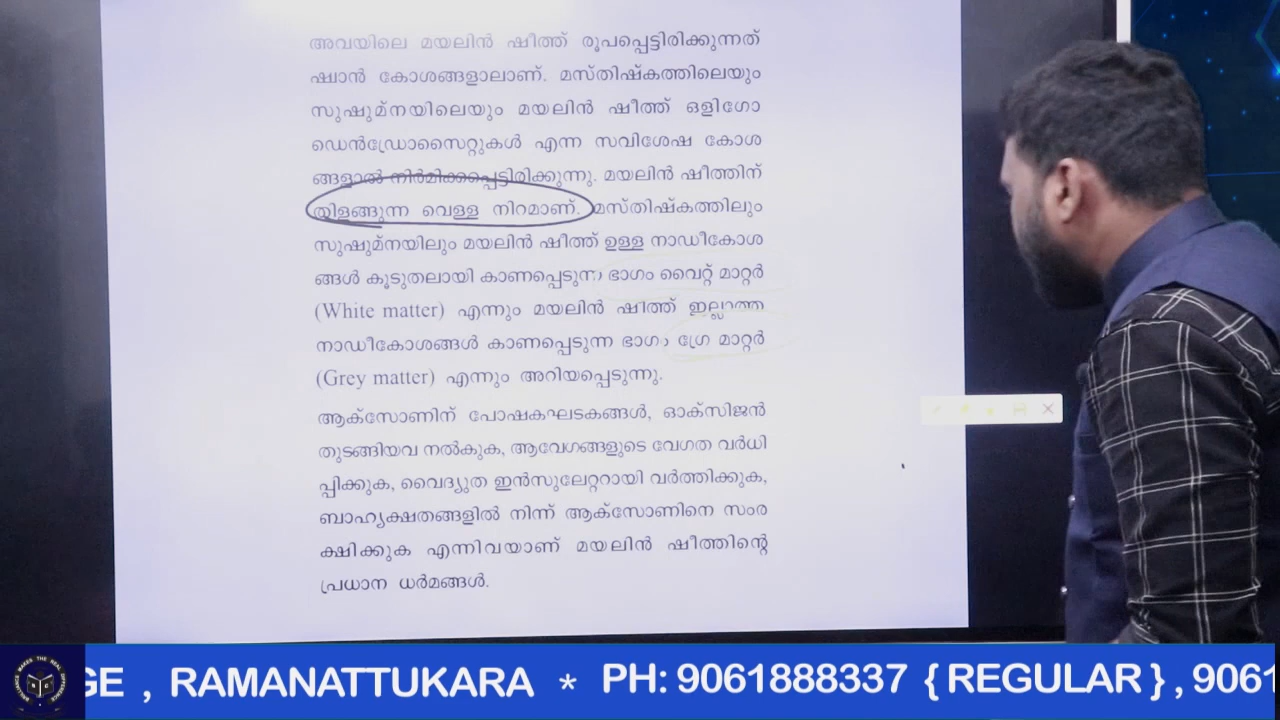 അവയിലെ മയലിൻ ഷീത്ത് രൂപപ്പെട്ടിരിക്കുന്നത്
ഷ്വാൻ കോശങ്ങളാലാണ്. മസ്തിഷ്കത്തിലെയും
സുഷുമ്നയിലെയും മയലിൻ ഷീത്ത് ഒളിഗോ
ഡെൻഡ്രോസൈറ്റുകൾ എന്ന സവിശേഷ കോശ
ങ്ങളാൽ നിർമിക്കപ്പെട്ടിരിക്കുന്നു. മയലിൻ ഷീത്തിന്
തിളങ്ങുന്ന വെള്ള നിറമാണ്. മസ്തിഷ്കത്തിലും
സുഷുമ്നയിലും മയലിൻ ഷീത്ത് ഉള്ള നാഡീകോശ
ങ്ങൾ കൂടുതലായി കാണപ്പെടുന്ന ഭാഗം വൈറ്റ് മാറ്റർ
(White matter) എന്നും മയലിൻ ഷീത്ത് ഇല്ലാത്ത
നാഡീകോശങ്ങൾ കാണപ്പെടുന്ന ഭാഗം ഗ്രേ മാറ്റർ
(Grey matter) എന്നും അറിയപ്പെടുന്നു.
ആക്സോണിന് പോഷകഘടകങ്ങൾ, ഓക്സിജൻ
തുടങ്ങിയവ നൽകുക, ആവേഗങ്ങളുടെ വേഗത വർധി
പ്പിക്കുക, വൈദ്യുത ഇൻസുലേറ്ററായി വർത്തിക്കുക,
ബാഹ്യക്ഷതങ്ങളിൽ നിന്ന് ആക്സോണിനെ സംര
ക്ഷിക്കുക എന്നിവയാണ് മയലിൻ ഷീത്തിന്റെ
പ്രധാന ധർമങ്ങൾ.
GE , RAMANATTUKARA * PH: 9061888337 { REGULAR } , 9061